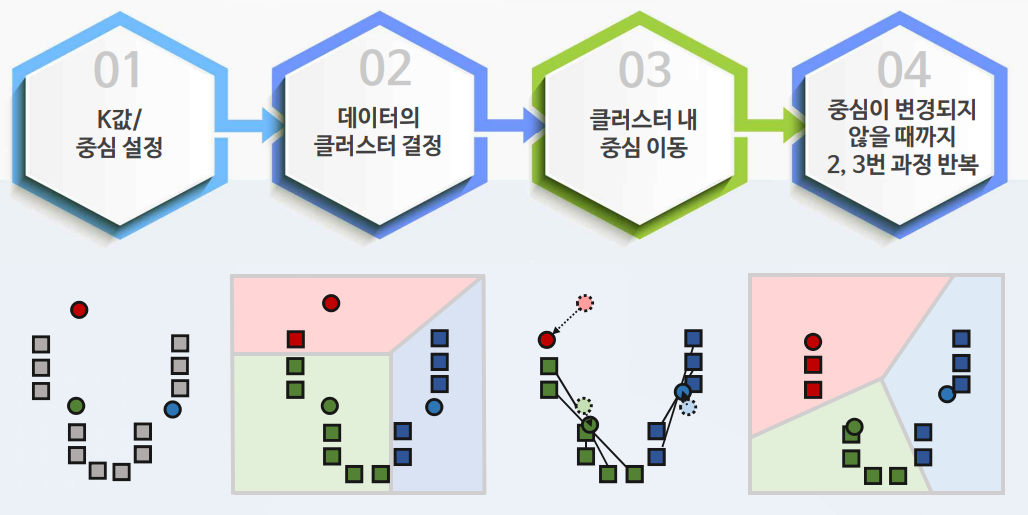 01
K값/
중심 설정
02
데이터의
클러스터 결정
03
클러스터 내
중심 이동
04
중심이 변경되지
않을 때까지
2, 3번 과정 반복